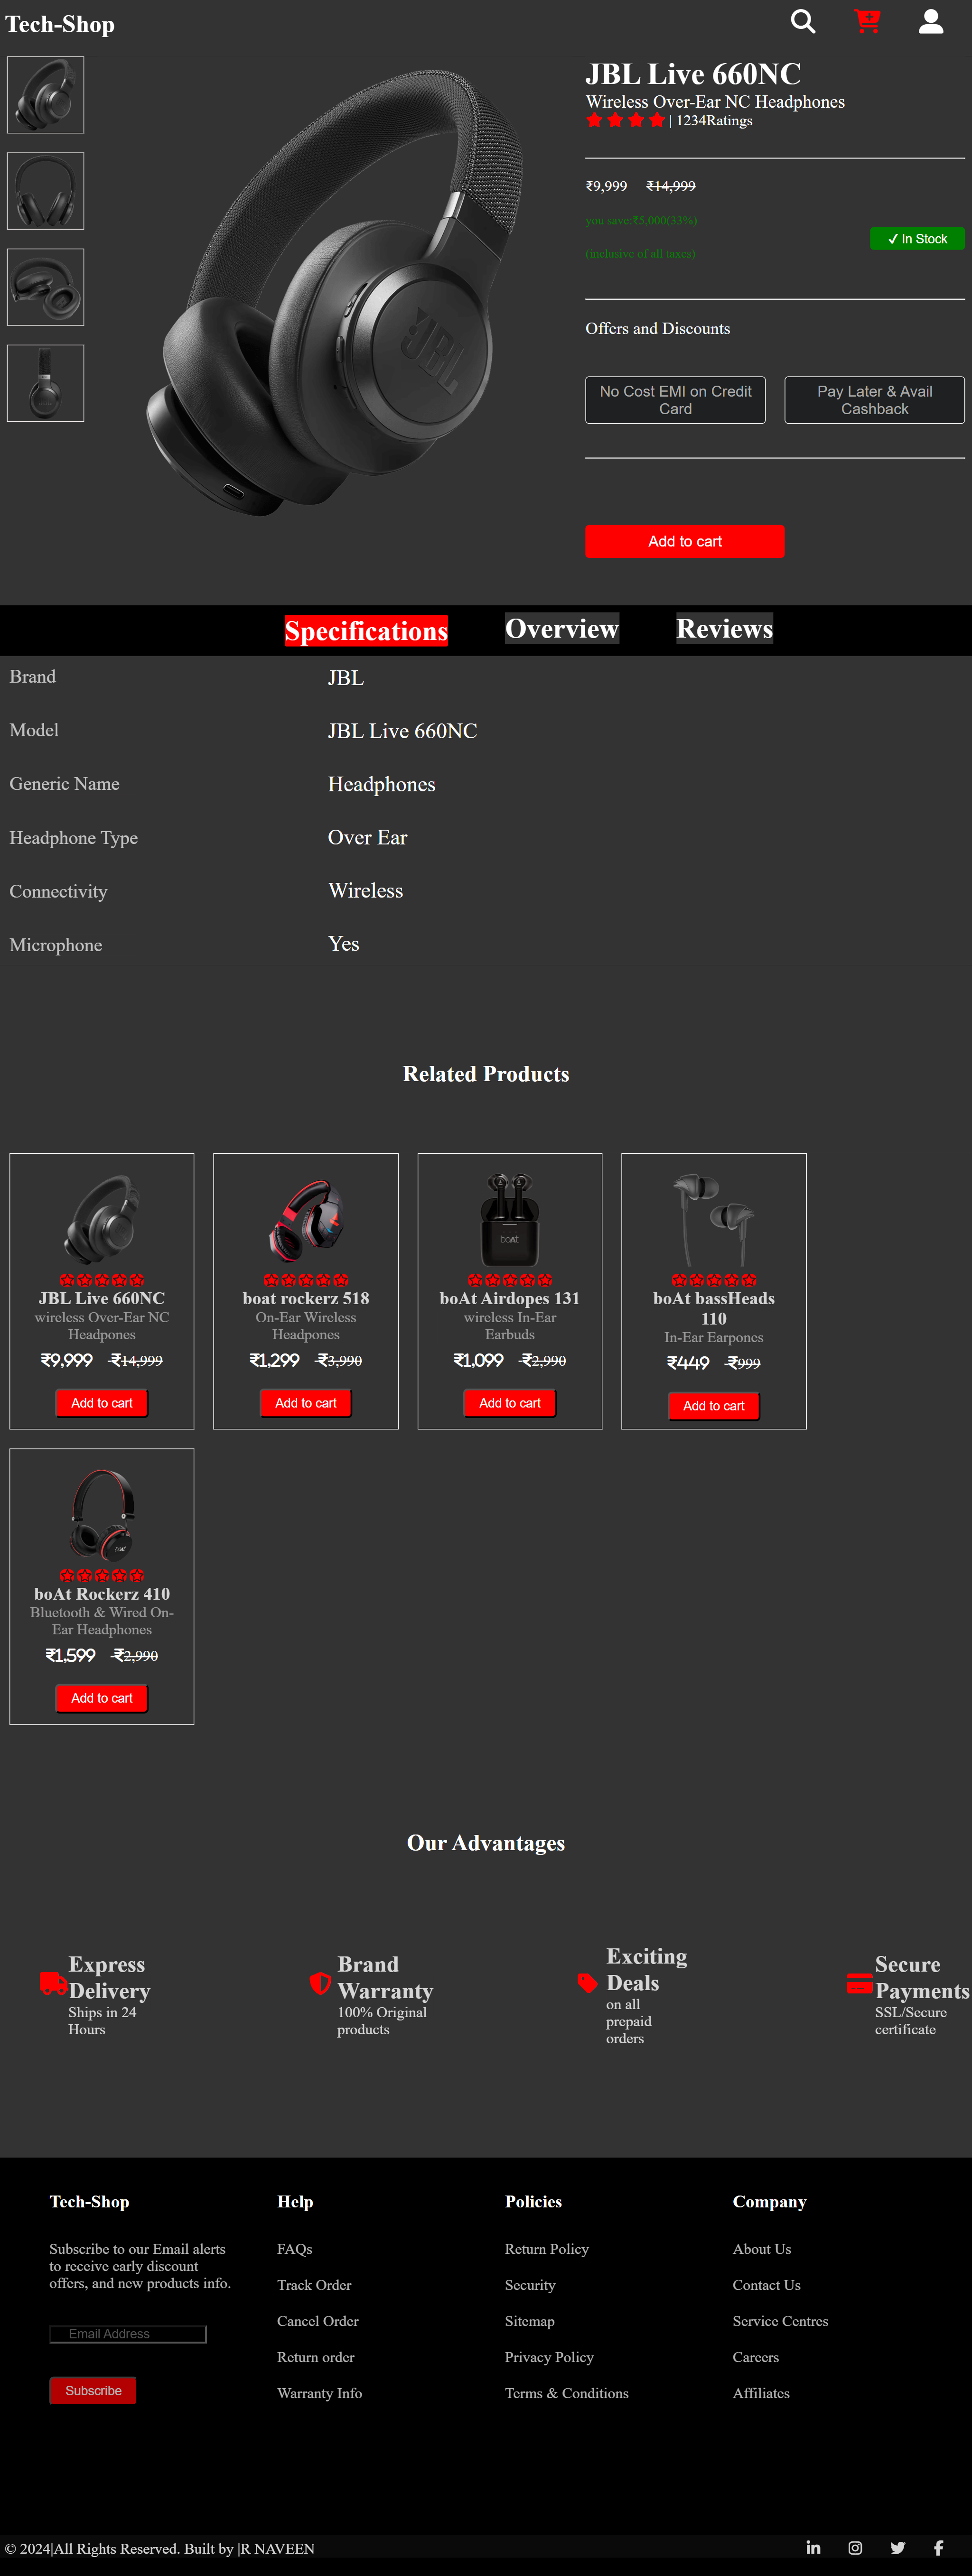 Tech-Shop
JBL Live 660NC
Wireless Over-Ear NC Headphones
| 1234Ratings
₹9,999 ₹14,999
you save:₹5,000(33%)
(inclusive of all taxes)
✓ In Stock
Offers and Discounts
No Cost EMI on Credit
Card
Pay Later & Avail
Cashback
Add to cart
JBL
Specifications Overview Reviews
Brand JBL
Model JBL Live 660NC
Generic Name Headphones
Headphone Type Over Ear
Connectivity Wireless
Microphone Yes
Related Products
JBL Live 660NC
wireless Over-Ear NC
Headpones
₹9,999 ₹14,999
Add to cart
boat rockerz 518
On-Ear Wireless
Headpones
₹1,299 ₹3,990
Add to cart
boAt
boAt Airdopes 131
wireless In-Ear
Earbuds
₹1,099 ₹2,990
Add to cart
boAt bassHeads
110
In-Ear Earpones
₹449 ₹999
Add to cart
boAt
boAt Rockerz 410
Bluetooth & Wired On-
Ear Headphones
₹1,599 ₹2,990
Add to cart
Our Advantages
Express
Delivery
Ships in 24
Hours
Brand
Warranty
100% Original
products
Exciting
Deals
on all
prepaid
orders
Secure
Payments
SSL/Secure
certificate
Tech-Shop
Subscribe to our Email alerts
to receive early discount
offers, and new products info.
Email Address
Subscribe
Help
FAQs
Track Order
Cancel Order
Return order
Warranty Info
Policies
Return Policy
Security
Sitemap
Privacy Policy
Terms & Conditions
Company
About Us
Contact Us
Service Centres
Careers
Affiliates
© 2024|All Rights Reserved. Built by |R NAVEEN